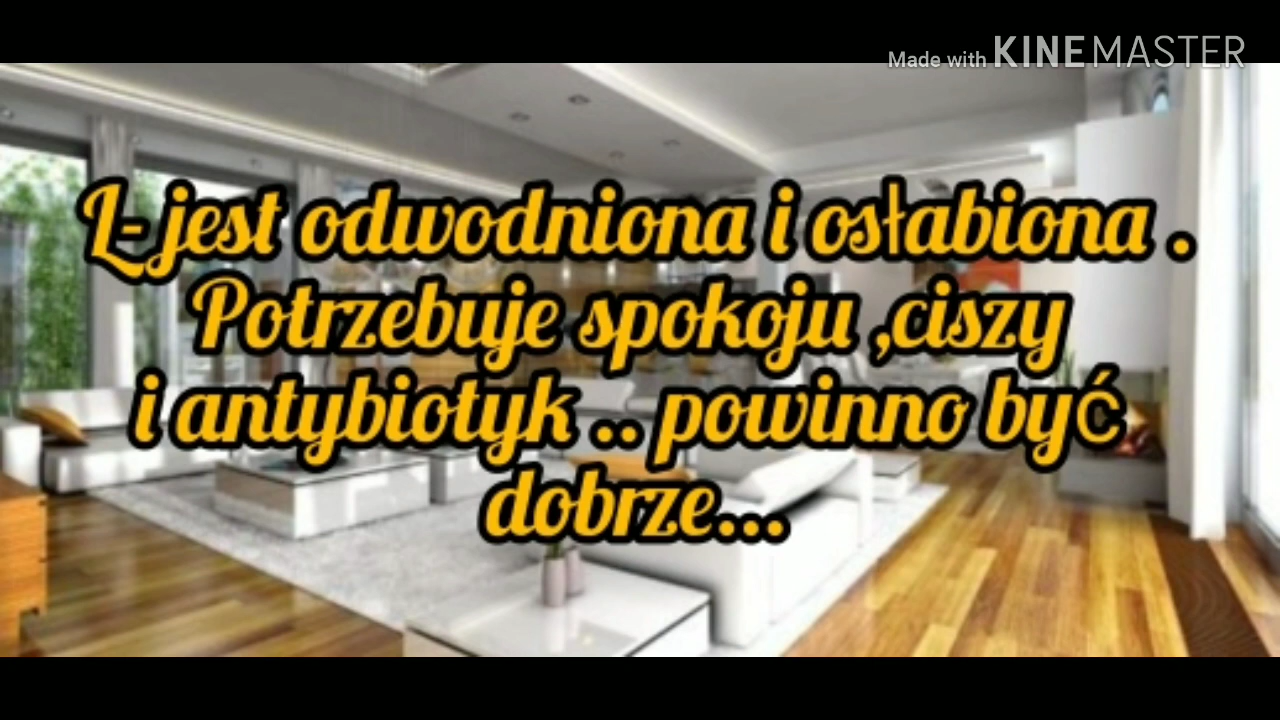 Made with KINEMASTER
L- jest odwodniona i osłabiona .
Potrzebuje spokoju ,ciszy
i antybiotyk .. powinno być
dobrze...